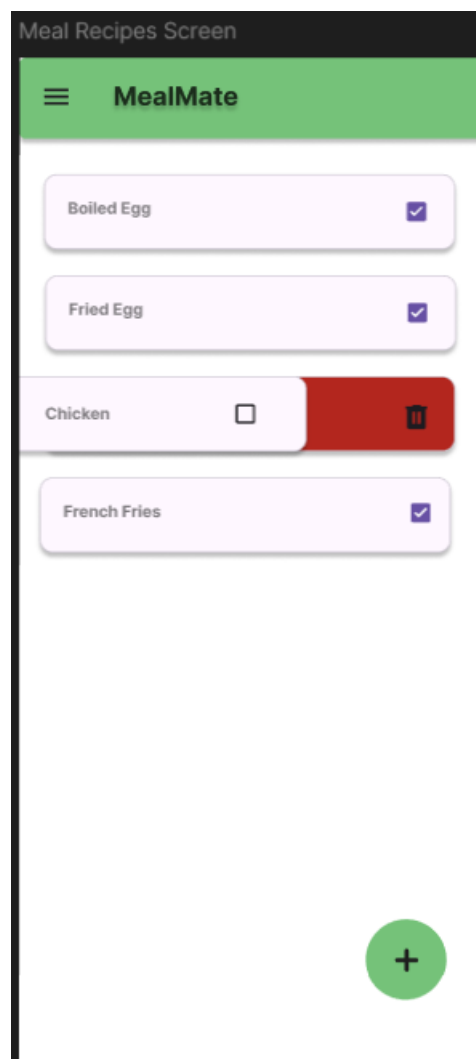 Meal Recipes Screen
MealMate
Boiled Egg
Fried Egg
Chicken
French Fries